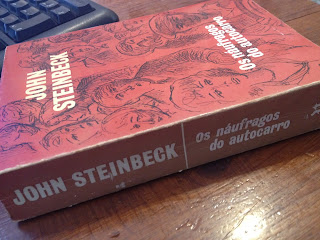 JOHN
STEINBECK
Os náufragos
do autocarro
JOHN STEINBECK
Os náufragos
do autocarro